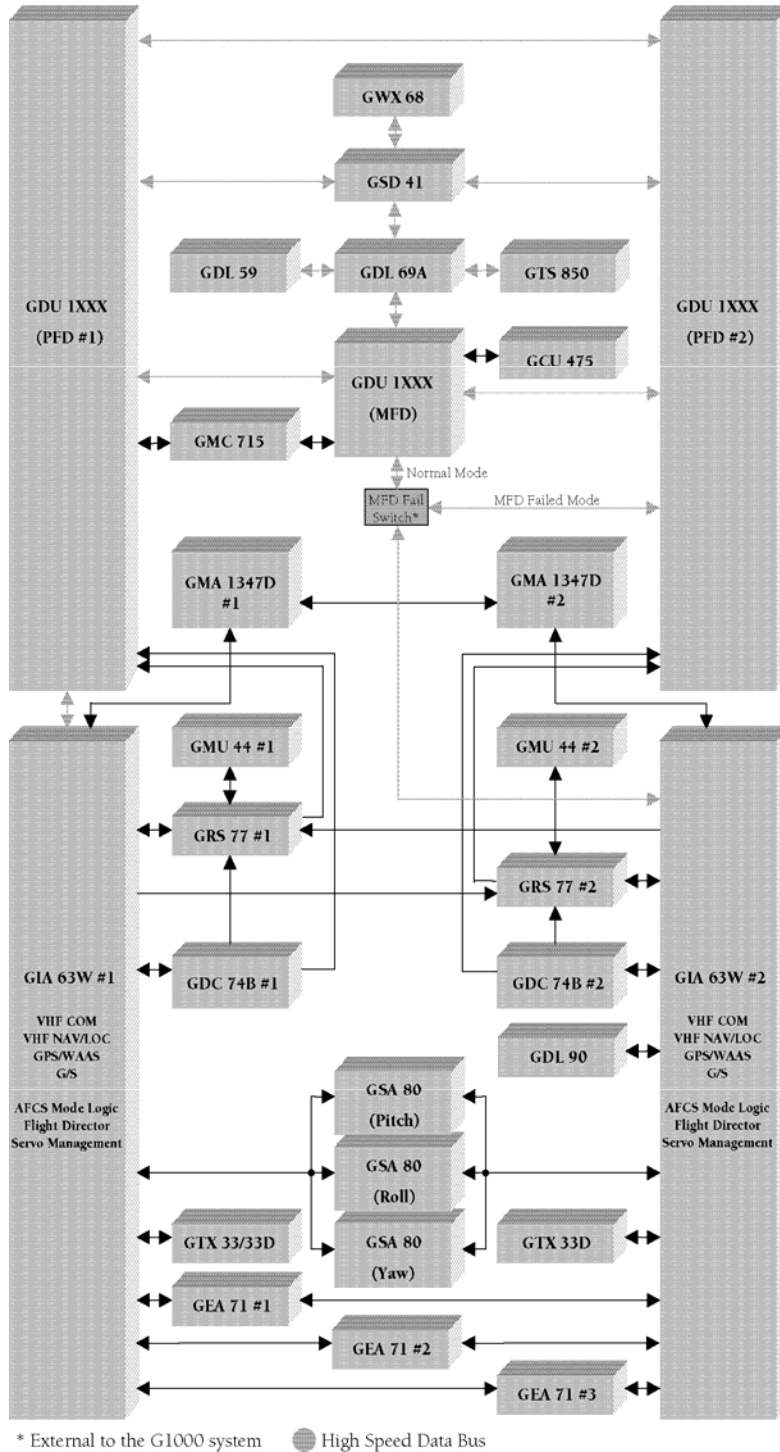 GWX 68
GSD 41
GDL 59
GDL 69A
GTS 850
GDU 1XXX
(PFD #1)
GDU 1XXX
(PFD #2)
GDU 1XXX
(MFD)
GCU 475
GMC 715
Normal Mode
MFD Fail
Switch*
MFD Failed Mode
GMA 1347D
#1
GMA 1347D
#2
GMU 44 #1
GMU 44 #2
GRS 77 #1
GRS 77 #2
GDC 74B #1
GDC 74B #2
GIA 63W #1
VHF COM
VHF NAV/LOC
GPS/WAAS
G/S
AFCS Mode Logic
Flight Director
Servo Management
GIA 63W #2
VHF COM
VHF NAV/LOC
GPS/WAAS
G/S
AFCS Mode Logic
Flight Director
Servo Management
GDL 90
GSA 80
(Pitch)
GSA 80
(Roll)
GSA 80
(Yaw)
GTX 33/33D
GTX 33D
GEA 71 #1
GEA 71 #2
GEA 71 #3
* External to the G1000 system
High Speed Data Bus